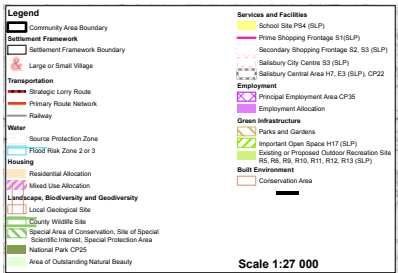 Legend
Community Area Boundary
Settlement Framework
Settlement Framework Boundary
Large or Small Village
Transportation
Strategic Lorry Route
Primary Route Network
Railway
Water
Source Protection Zone
Flood Risk Zone 2 or 3
Housing
Residential Allocation
Mixed Use Allocation
Landscape, Biodiversity and Geodiversity
Local Geological Site
County Wildlife Site
Special Area of Conservation, Site of Special
Scientific Interest, Special Protection Area
National Park CP25
Area of Outstanding Natural Beauty
Services and Facilities
School Site PS4 (SLP)
Prime Shopping Frontage S1(SLP)
Secondary Shopping Frontage S2, S3 (SLP)
Salisbury City Centre S3 (SLP)
Salisbury Central Area H7, E3 (SLP), CP22
Employment
Principal Employment Area CP35
Employment Allocation
Green Infrastructure
Parks and Gardens
Important Open Space H17 (SLP)
Existing or Proposed Outdoor Recreation Site
R5, R6, R9, R10, R11, R12, R13 (SLP)
Built Environment
Conservation Area
Scale 1:27 000